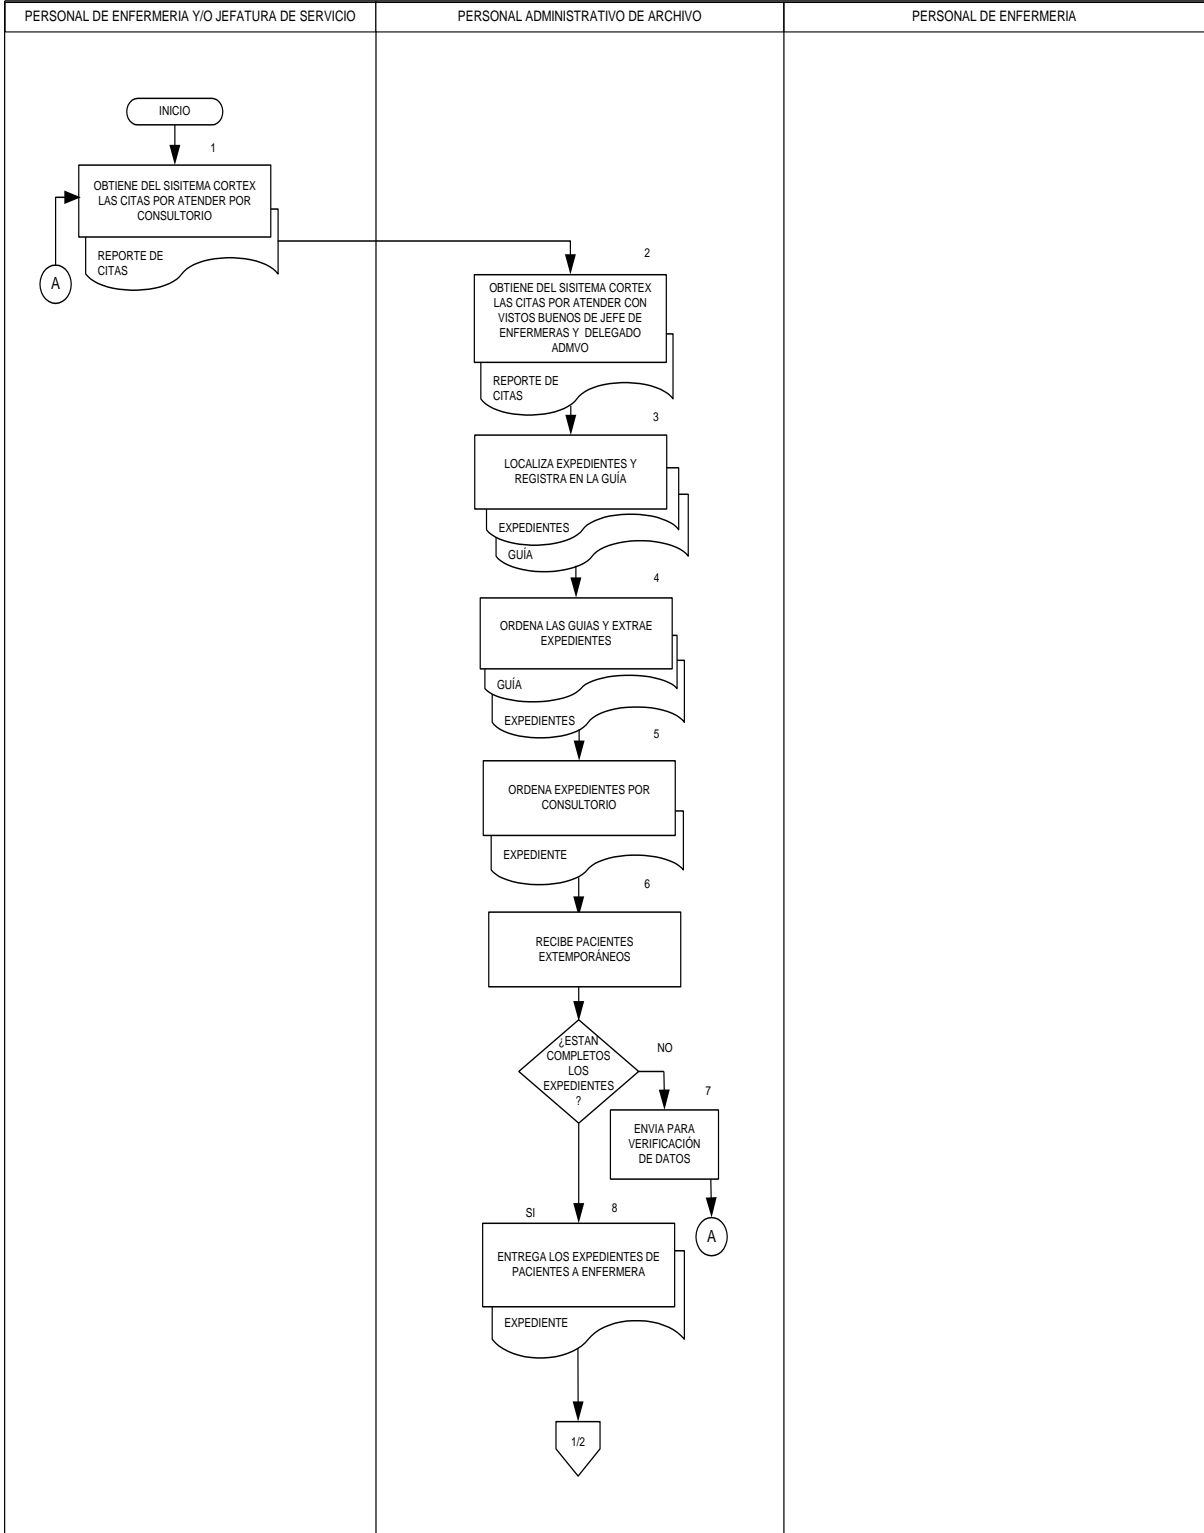 PERSONAL DE ENFERMERIA Y/O JEFATURA DE SERVICIO
PERSONAL ADMINISTRATIVO DE ARCHIVO
PERSONAL DE ENFERMERIA
INICIO
1
OBTIENE DEL SISITEMA CORTEX
LAS CITAS POR ATENDER POR
CONSULTORIO
REPORTE DE
CITAS
A
2
OBTIENE DEL SISITEMA CORTEX
LAS CITAS POR ATENDER CON
VISTOS BUENOS DE JEFE DE
ENFERMERAS Y DELEGADO
ADMVO
REPORTE DE
CITAS
3
LOCALIZA EXPEDIENTES Y
REGISTRA EN LA GUÍA
EXPEDIENTES
GUÍA
4
ORDENA LAS GUIAS Y EXTRAE
EXPEDIENTES
GUÍA
EXPEDIENTES
5
ORDENA EXPEDIENTES POR
CONSULTORIO
EXPEDIENTE
6
RECIBE PACIENTES
EXTEMPORÁNEOS
¿ESTAN
COMPLETOS
LOS
EXPEDIENTES
?
NO
7
ENVIA PARA
VERIFICACIÓN
DE DATOS
A
SI
8
ENTREGA LOS EXPEDIENTES DE
PACIENTES A ENFERMERA
EXPEDIENTE
1/2